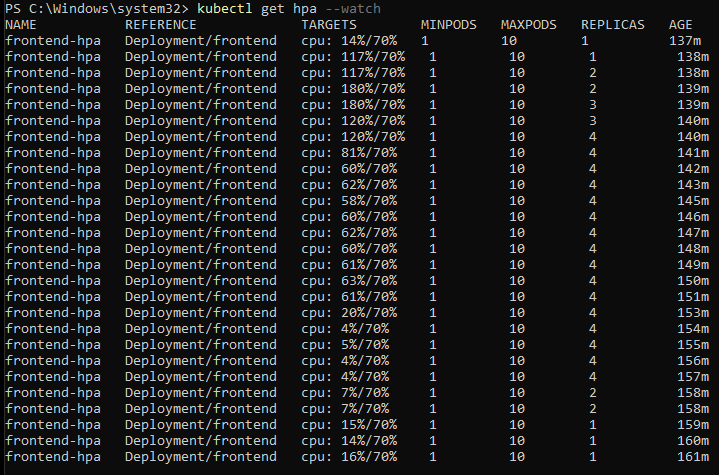 PS C:\Windows\system32> kubectl get hpa --watch
NAME REFERENCE TARGETS MINPODS MAXPODS REPLICAS AGE
frontend-hpa Deployment/frontend cpu: 14%/70% 1 10 1 137m
frontend-hpa Deployment/frontend cpu: 117%/70% 1 10 1 138m
frontend-hpa Deployment/frontend cpu: 117%/70% 1 10 2 138m
frontend-hpa Deployment/frontend cpu: 180%/70% 1 10 2 139m
frontend-hpa Deployment/frontend cpu: 180%/70% 1 10 3 139m
frontend-hpa Deployment/frontend cpu: 120%/70% 1 10 3 140m
frontend-hpa Deployment/frontend cpu: 120%/70% 1 10 4 140m
frontend-hpa Deployment/frontend cpu: 81%/70% 1 10 4 141m
frontend-hpa Deployment/frontend cpu: 60%/70% 1 10 4 142m
frontend-hpa Deployment/frontend cpu: 62%/70% 1 10 4 143m
frontend-hpa Deployment/frontend cpu: 58%/70% 1 10 4 145m
frontend-hpa Deployment/frontend cpu: 60%/70% 1 10 4 146m
frontend-hpa Deployment/frontend cpu: 62%/70% 1 10 4 147m
frontend-hpa Deployment/frontend cpu: 60%/70% 1 10 4 148m
frontend-hpa Deployment/frontend cpu: 61%/70% 1 10 4 149m
frontend-hpa Deployment/frontend cpu: 63%/70% 1 10 4 150m
frontend-hpa Deployment/frontend cpu: 61%/70% 1 10 4 151m
frontend-hpa Deployment/frontend cpu: 20%/70% 1 10 4 153m
frontend-hpa Deployment/frontend cpu: 4%/70% 1 10 4 154m
frontend-hpa Deployment/frontend cpu: 5%/70% 1 10 4 155m
frontend-hpa Deployment/frontend cpu: 4%/70% 1 10 4 156m
frontend-hpa Deployment/frontend cpu: 4%/70% 1 10 4 157m
frontend-hpa Deployment/frontend cpu: 7%/70% 1 10 2 158m
frontend-hpa Deployment/frontend cpu: 7%/70% 1 10 2 158m
frontend-hpa Deployment/frontend cpu: 15%/70% 1 10 1 159m
frontend-hpa Deployment/frontend cpu: 14%/70% 1 10 1 160m
frontend-hpa Deployment/frontend cpu: 16%/70% 1 10 1 161m